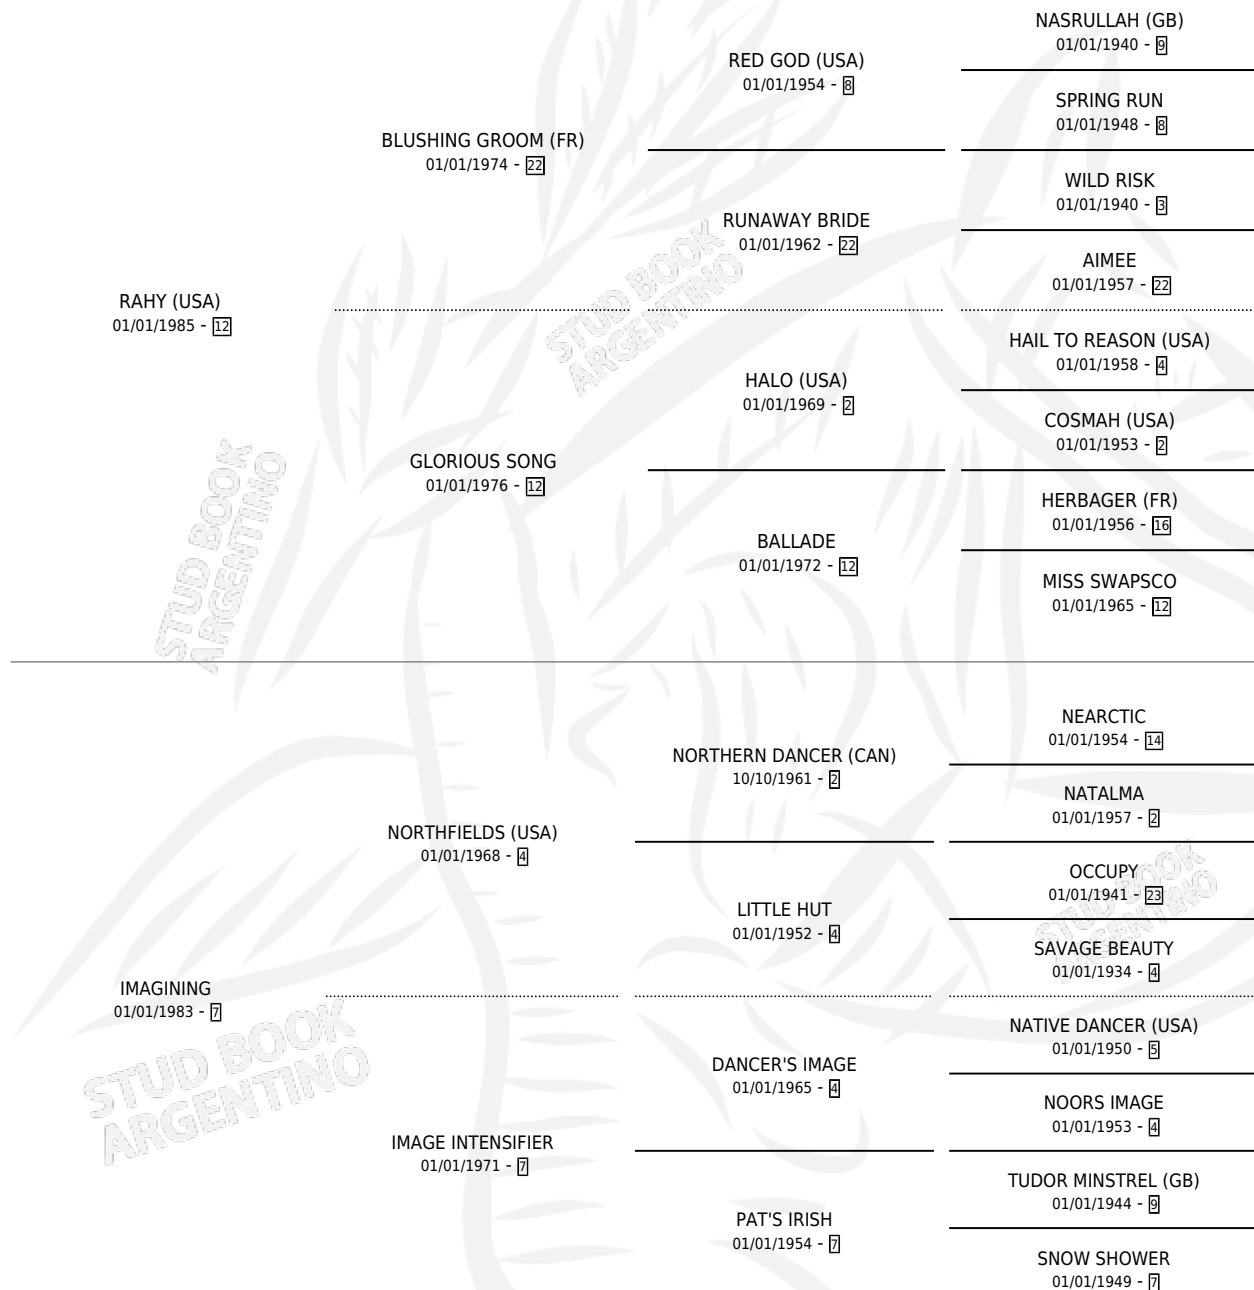 NASRULLAH (GB)
01/01/1940 - 9
RED GOD (USA)
01/01/1954 - 8
SPRING RUN
01/01/1948 - 8
BLUSHING GROOM (FR)
01/01/1974 - 22
WILD RISK
01/01/1940 - 3
RUNAWAY BRIDE
01/01/1962 - 22
AIMEE
01/01/1957 - 22
RAHY (USA)
01/01/1985 - 12
STUD BOOK
ARGENTINO
HAIL TO REASON (USA)
01/01/1958 - 4
HALO (USA)
01/01/1969 - 2
COSMAH (USA)
01/01/1953 - 2
GLORIOUS SONG
01/01/1976 - 12
HERBAGER (FR)
01/01/1956 - 16
BALLADE
01/01/1972 - 12
MISS SWAPSCO
01/01/1965 - 12
STUD BOOK
ARGENTINO
NEARCTIC
01/01/1954 - 14
NORTHERN DANCER (CAN)
10/10/1961 - 2
NATALMA
01/01/1957 - 2
NORTHFIELDS (USA)
01/01/1968 - 4
OCCUPY
01/01/1941 - 23
LITTLE HUT
01/01/1952 - 4
STUD BOOK
ARGENTINO
SAVAGE BEAUTY
01/01/1934 - 4
IMAGINING
01/01/1983 - 7
STUD BOOK
ARGENTINO
NATIVE DANCER (USA)
01/01/1950 - 5
DANCER'S IMAGE
01/01/1965 - 4
NOORS IMAGE
01/01/1953 - 4
IMAGE INTENSIFIER
01/01/1971 - 7
TUDOR MINSTREL (GB)
01/01/1944 - 9
PAT'S IRISH
01/01/1954 - 7
SNOW SHOWER
01/01/1949 - 7